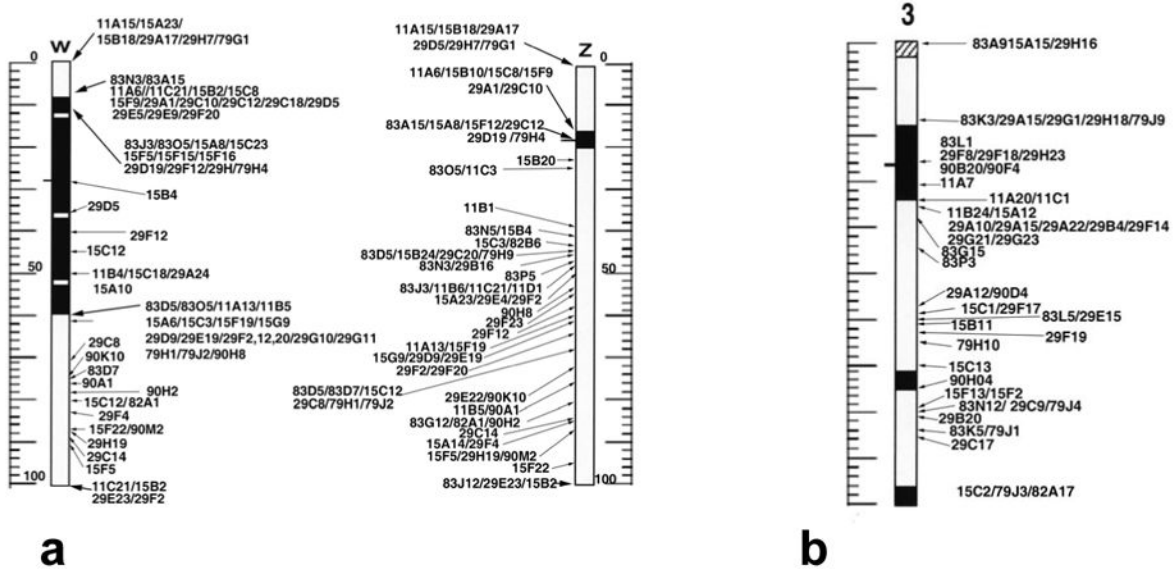 W
11A15/15A23/
15B18/29A17/29H7/79G1
0
83N3/83A15
11A6//11C21/15B2/15C8
15F9/29A1/29C10/29C12/29C18/29D5
29E5/29E9/29F20
83J3/83O5/15A8/15C23
15F5/15F15/15F16
29D19/29F12/29H/79H4
15B4
29D5
29F12
15C12
50
11B4/15C18/29A24
15A10
83D5/83O5/11A13/11B5
15A6/15C3/15F19/15G9
29D9/29E19/29F2,12,20/29G10/29G11
79H1/79J2/90H8
29C8
90K10
83D7
90A1
90H2
15C12/82A1
29F4
15F22/90M2
29H19
29C14
15F5
100
11C21/15B2
29E23/29F2
Z
11A15/15B18/29A17
29D5/29H7/79G1
0
11A6/15B10/15C8/15F9
29A1/29C10
83A15/15A8/15F12/29C12
29D19 /79H4
15B20
83O5/11C3
11B1
83N5/15B4
15C3/82B6
83D5/15B24/29C20/79H9
83N3/29B16
50
83P5
83J3/11B6/11C21/11D1
15A23/29E4/29F2
90H8
29F23
29F12
11A13/15F19
15G9/29D9/29E19
29F2/29F20
83D5/83D7/15C12
29C8/79H1/79J2
29E22/90K10
11B5/90A1
83G12/82A1/90H2
29C14
15A14/29F4
15F5/29H19/90M2
15F22
83J12/29E23/15B2
100
a
3
83A915A15/29H16
83K3/29A15/29G1/29H18/79J9
83L1
29F8/29F18/29H23
90B20/90F4
11A7
11A20/11C1
11B24/15A12
29A10/29A15/29A22/29B4/29F14
29G21/29G23
83G15
83P3
29A12/90D4
15C1/29F17
83L5/29E15
15B11
29F19
79H10
15C13
90H04
15F13/15F2
83N12/ 29C9/79J4
29B20
83K5/79J1
29C17
15C2/79J3/82A17
b